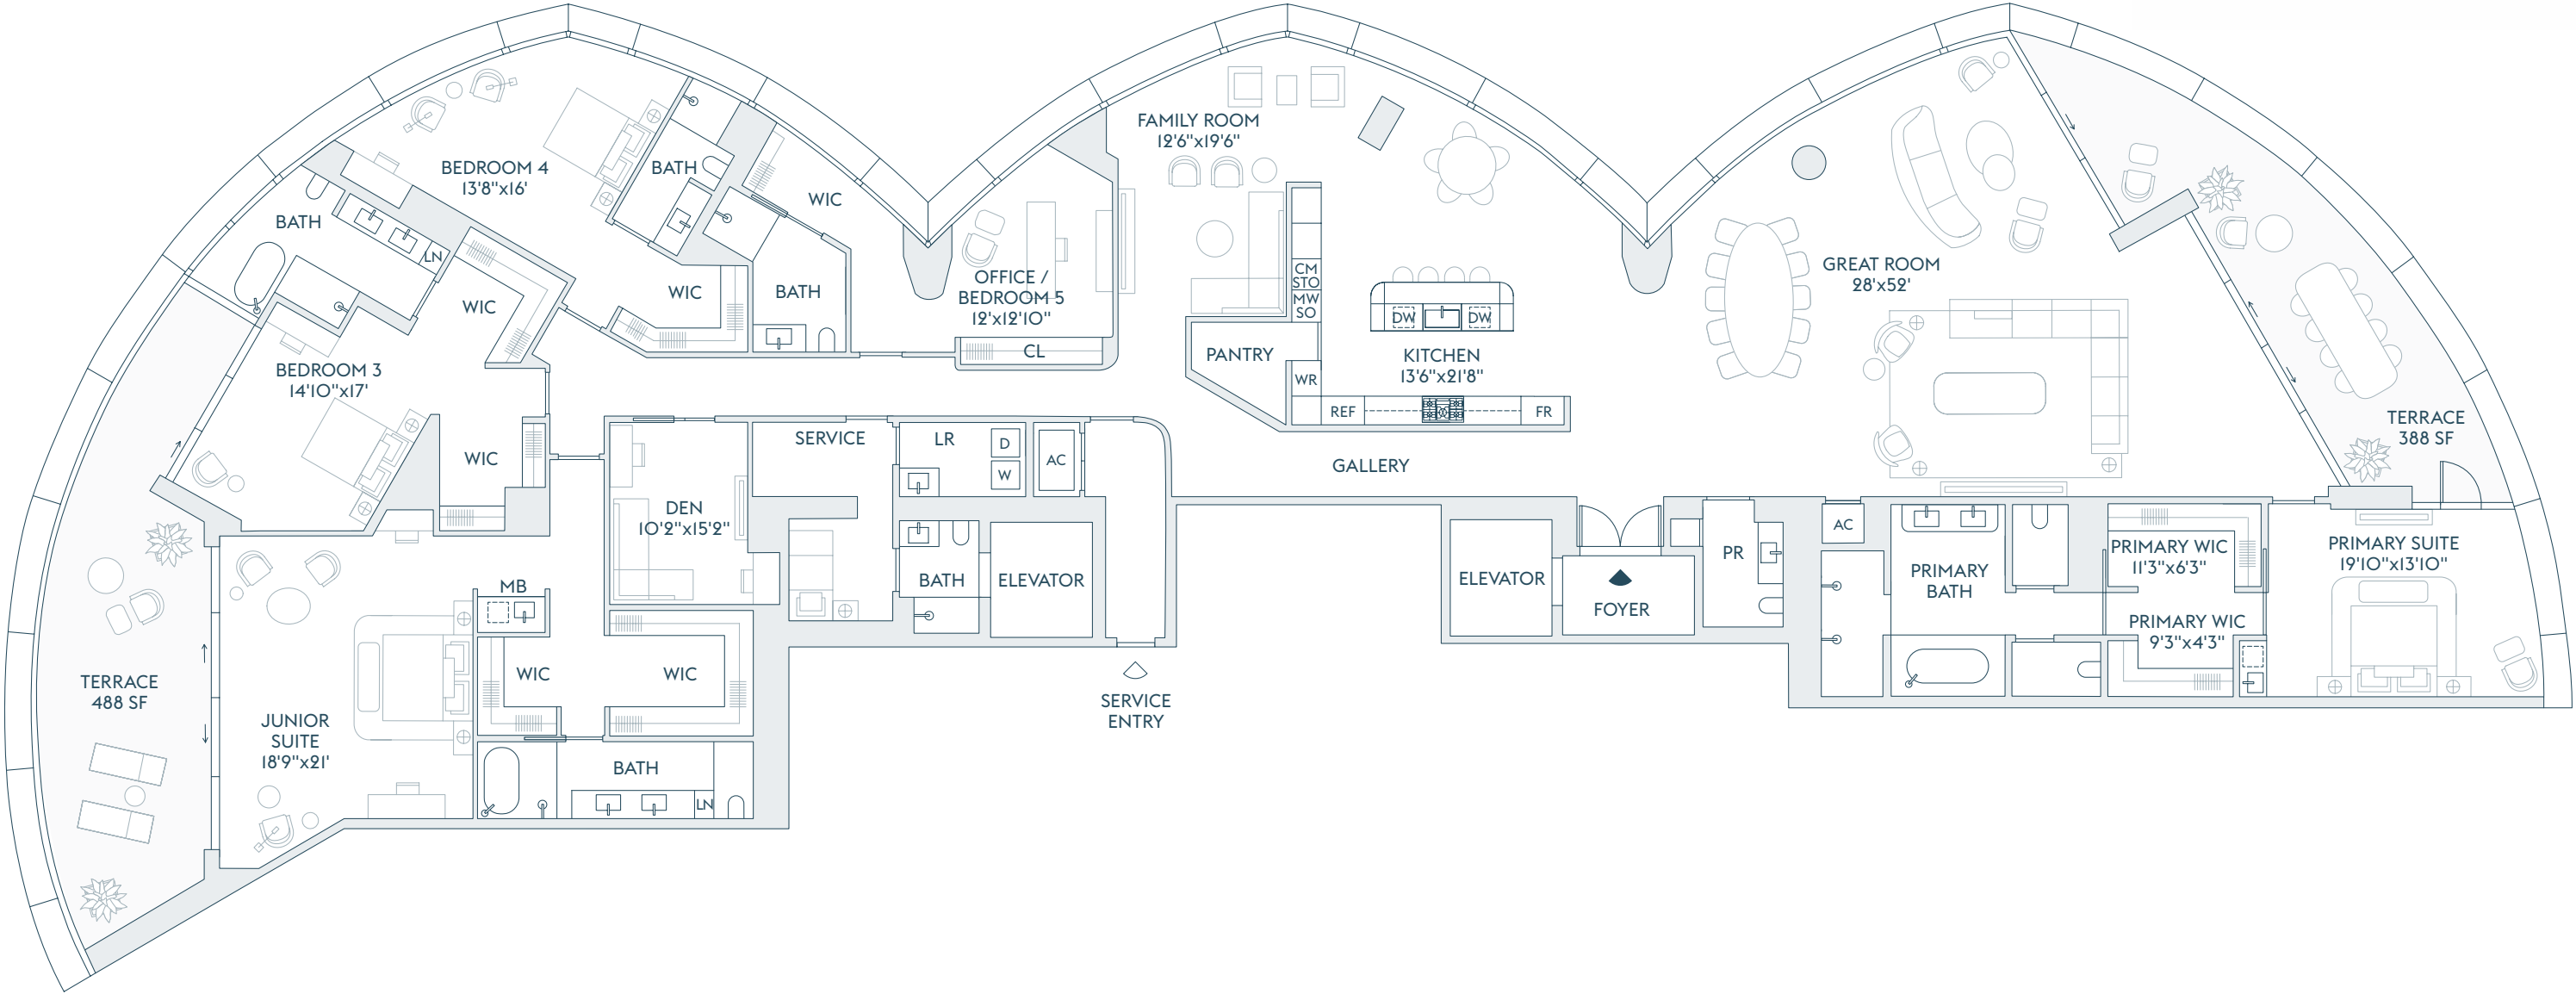 BEDROOM 4
13'8"x16'
BATH
WIC
BATH
LN
WIC
WIC
BATH
BEDROOM 3
14'10"x17'
WIC
OFFICE /
BEDROOM 5
12'x12'10"
CL
FAMILY ROOM
12'6"x19'6"
CM
STO
MW
SO
PANTRY
WR
DW
DW
KITCHEN
13'6"x21'8"
REF
FR
GREAT ROOM
28'x52'
TERRACE
388 SF
GALLERY
SERVICE
LR
D
W
AC
DEN
10'2"x15'2"
BATH
ELEVATOR
MB
WIC
WIC
TERRACE
488 SF
JUNIOR
SUITE
18'9"x21'
BATH
LN
SERVICE
ENTRY
ELEVATOR
FOYER
PR
AC
PRIMARY
BATH
PRIMARY WIC
11'3"x6'3"
PRIMARY WIC
9'3"x4'3"
PRIMARY SUITE
19'10"x13'10"